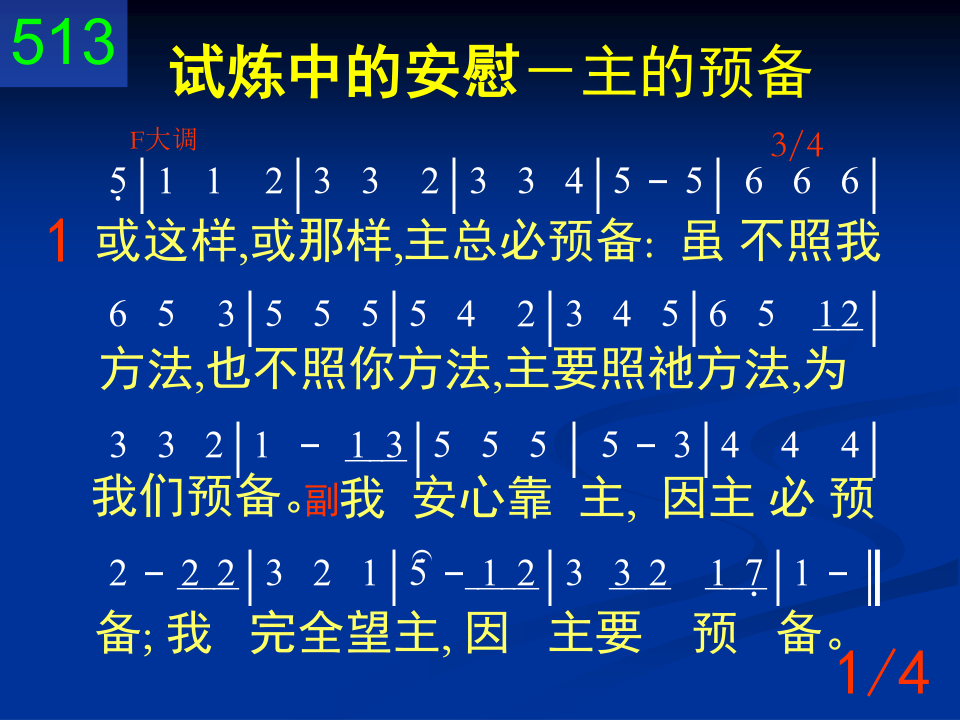 513
试炼中的安慰－主的预备
F大调 3/4
5̣|1 1 2|3 3 2|3 3 4|5 - 5|6 6 6|
1 或这样,或那样,主总必预备: 虽 不照我
6 5 3|5 5 5|5 4 2|3 4 5|6 5 1̲2̲|
方法,也不照你方法,主要照祂方法,为
3 3 2|1 - 1̲ 3̲|5 5 5|5 - 3|4 4 4|
我们预备。副我 安心靠 主, 因主 必 预
2 - 2̲ 2̲|3 2 1|5̑ - 1̲ 2̲|3 3̲ 2̲ 1̲ 7̲̣|1 - ‖
备; 我 完全望主, 因 主要 预 备。
1/4